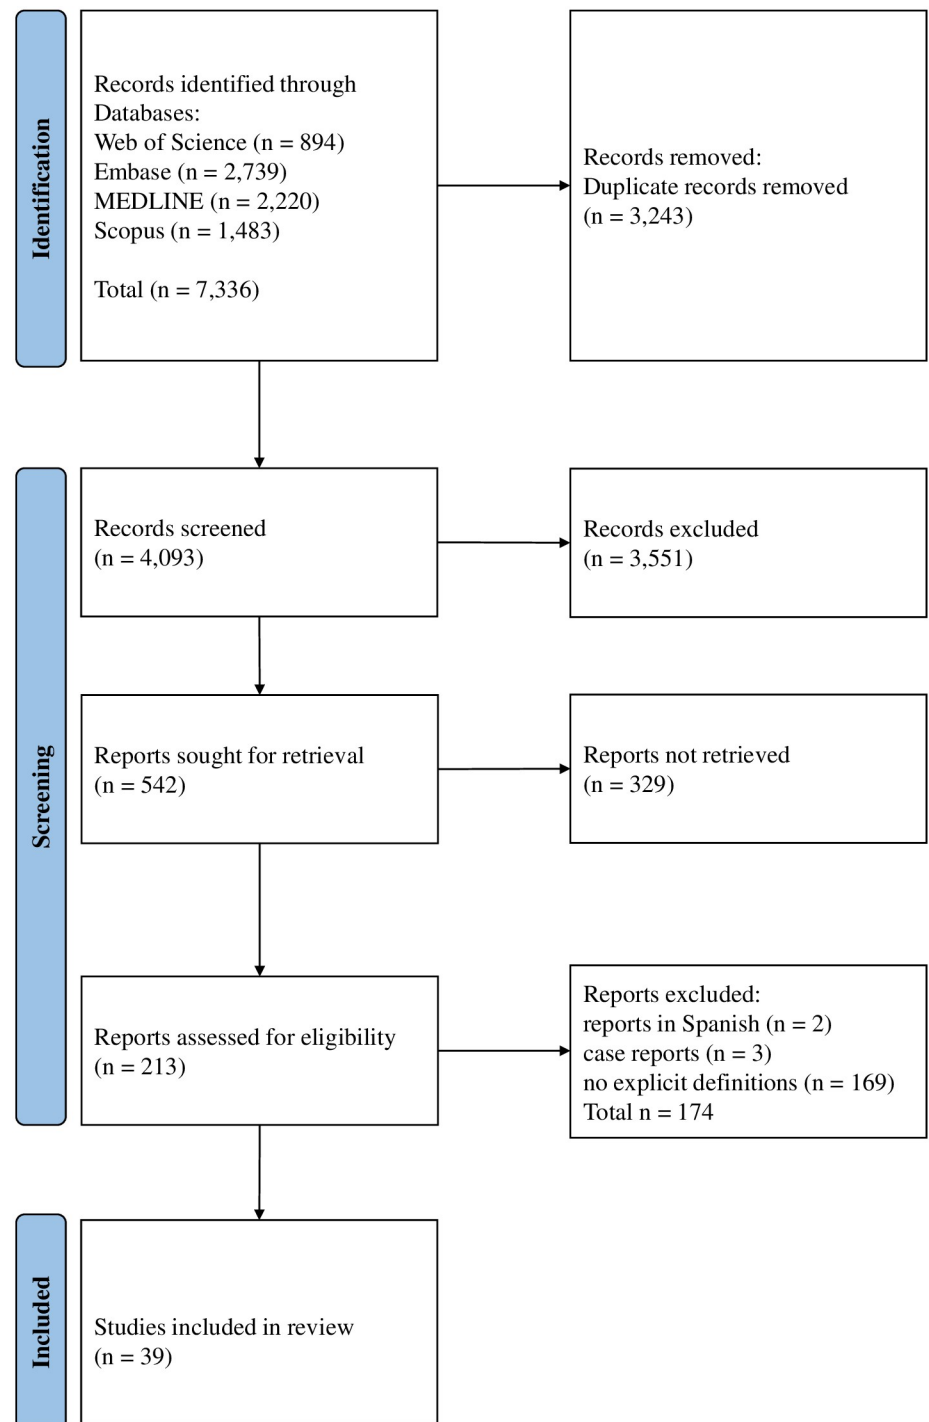 Identification
Records identified through
Databases:
Web of Science (n = 894)
Embase (n = 2,739)
MEDLINE (n = 2,220)
Scopus (n = 1,483)
Total (n = 7,336)
Records removed:
Duplicate records removed
(n = 3,243)
Screening
Records screened
(n = 4,093)
Records excluded
(n = 3,551)
Reports sought for retrieval
(n = 542)
Reports not retrieved
(n = 329)
Reports assessed for eligibility
(n = 213)
Reports excluded:
reports in Spanish (n = 2)
case reports (n = 3)
no explicit definitions (n = 169)
Total n = 174
Included
Studies included in review
(n = 39)